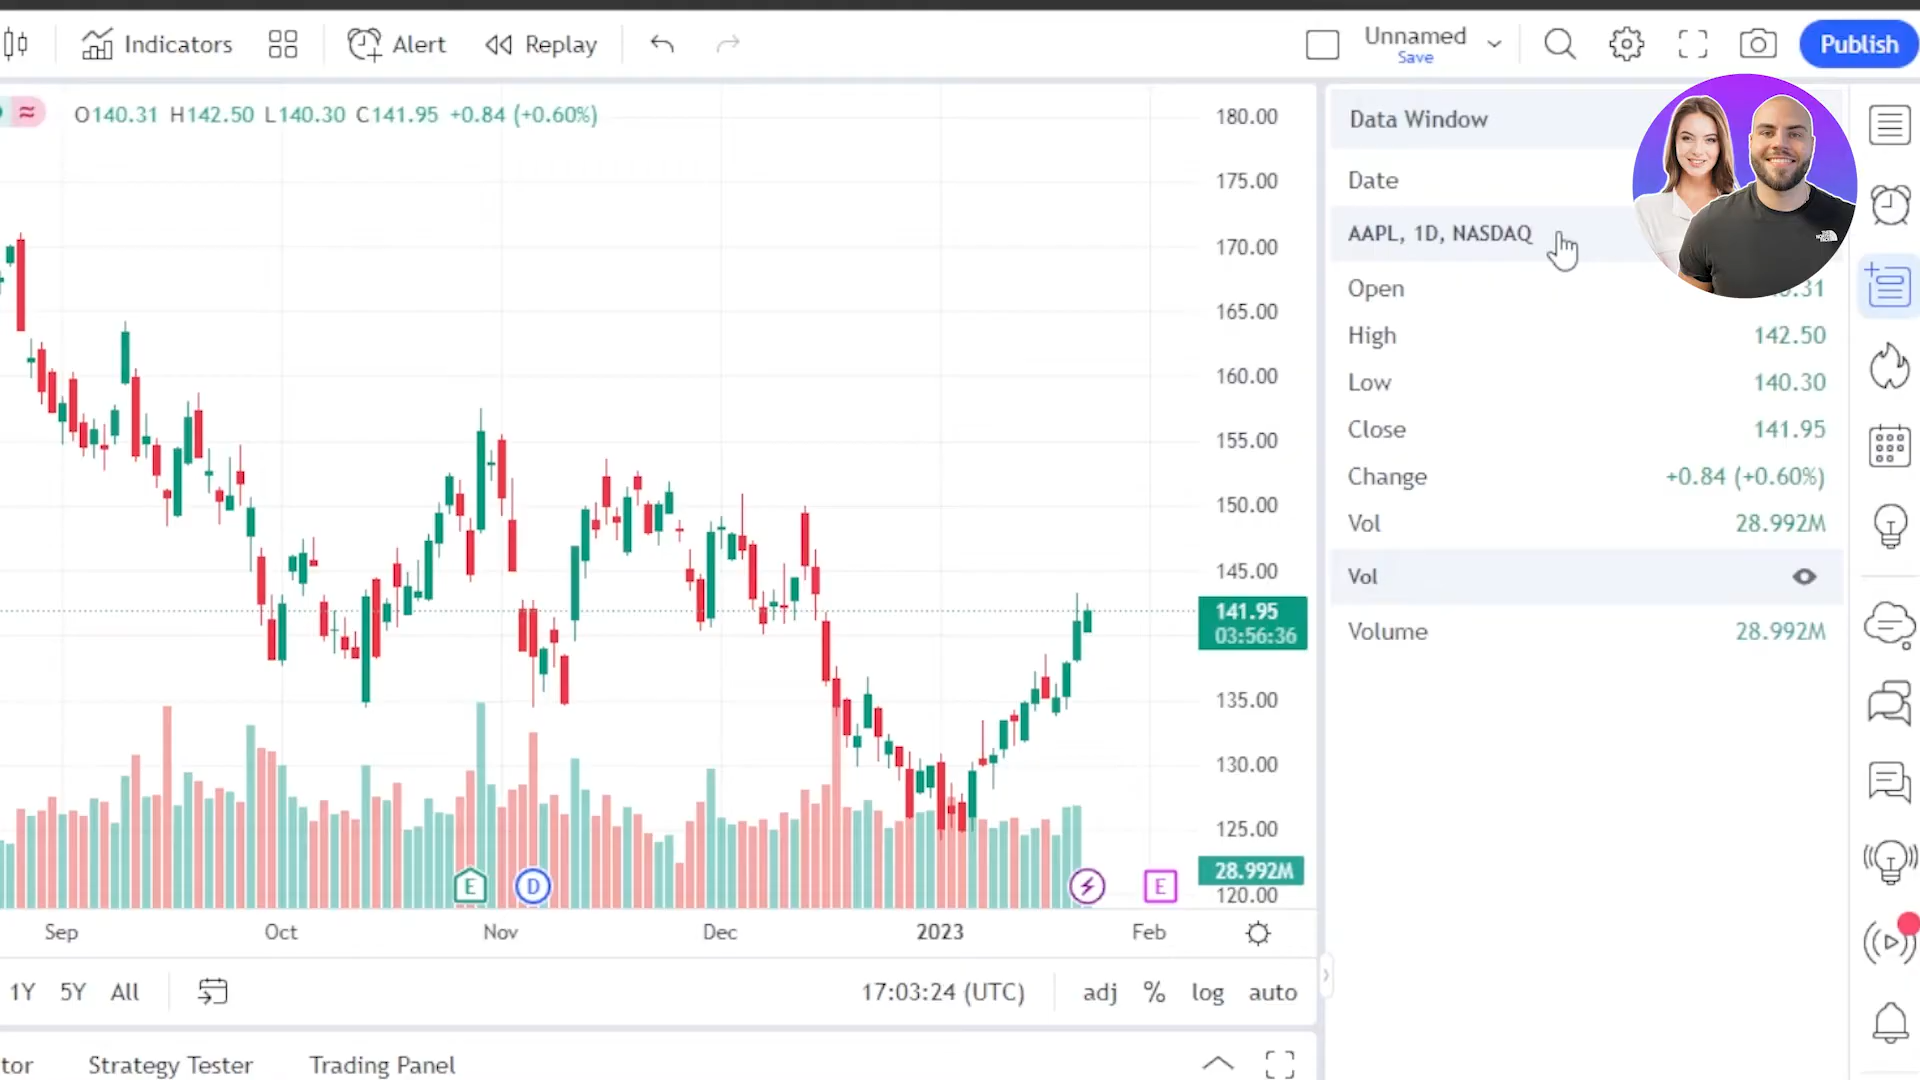 Indicators
Alert
Replay
Unnamed
Save
Publish
≈
O140.31 H142.50 L140.30 C141.95 +0.84 (+0.60%)
180.00
175.00
170.00
165.00
160.00
155.00
150.00
145.00
141.95
03:56:36
135.00
130.00
125.00
28.992M
120.00
E
D
E
Sep
Oct
Nov
Dec
2023
Feb
1Y 5Y All
17:03:24 (UTC)
adj % log auto
tor
Strategy Tester
Trading Panel
Data Window
Date
AAPL, 1D, NASDAQ
Open
High 142.50
Low 140.30
Close 141.95
Change +0.84 (+0.60%)
Vol 28.992M
Vol
Volume 28.992M